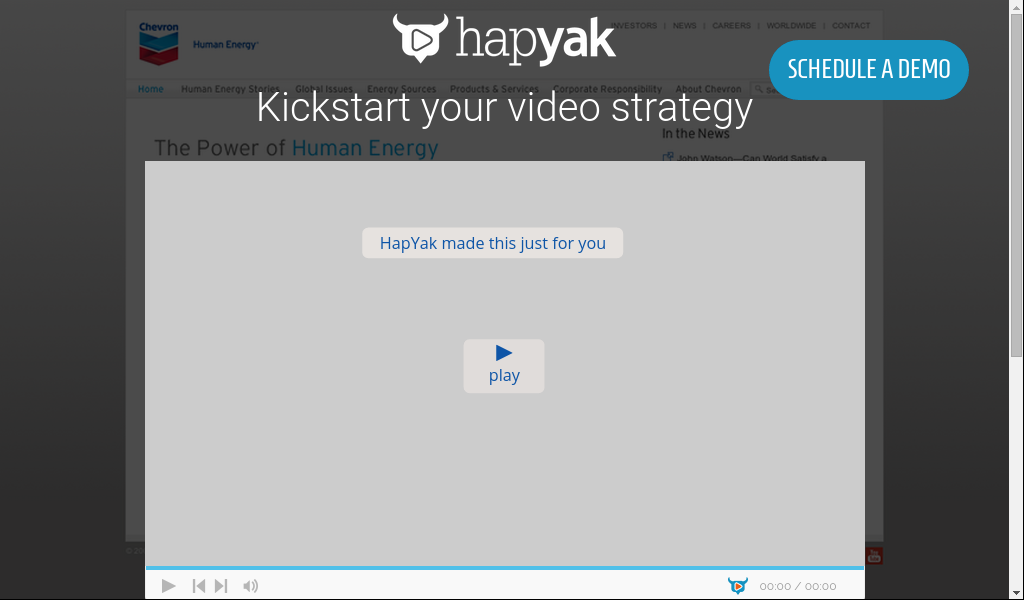 Chevron
Human Energy
INVESTORS | NEWS | CAREERS | WORLDWIDE | CONTACT
hapyak
SCHEDULE A DEMO
Home Human Energy Stories Global Issues Energy Sources Products & Services Corporate Responsibility About Chevron
Kickstart your video strategy
In the News
The Power of Human Energy
John Watson—Can World Satisfy a
HapYak made this just for you
play
You
Tube
00:00 / 00:00